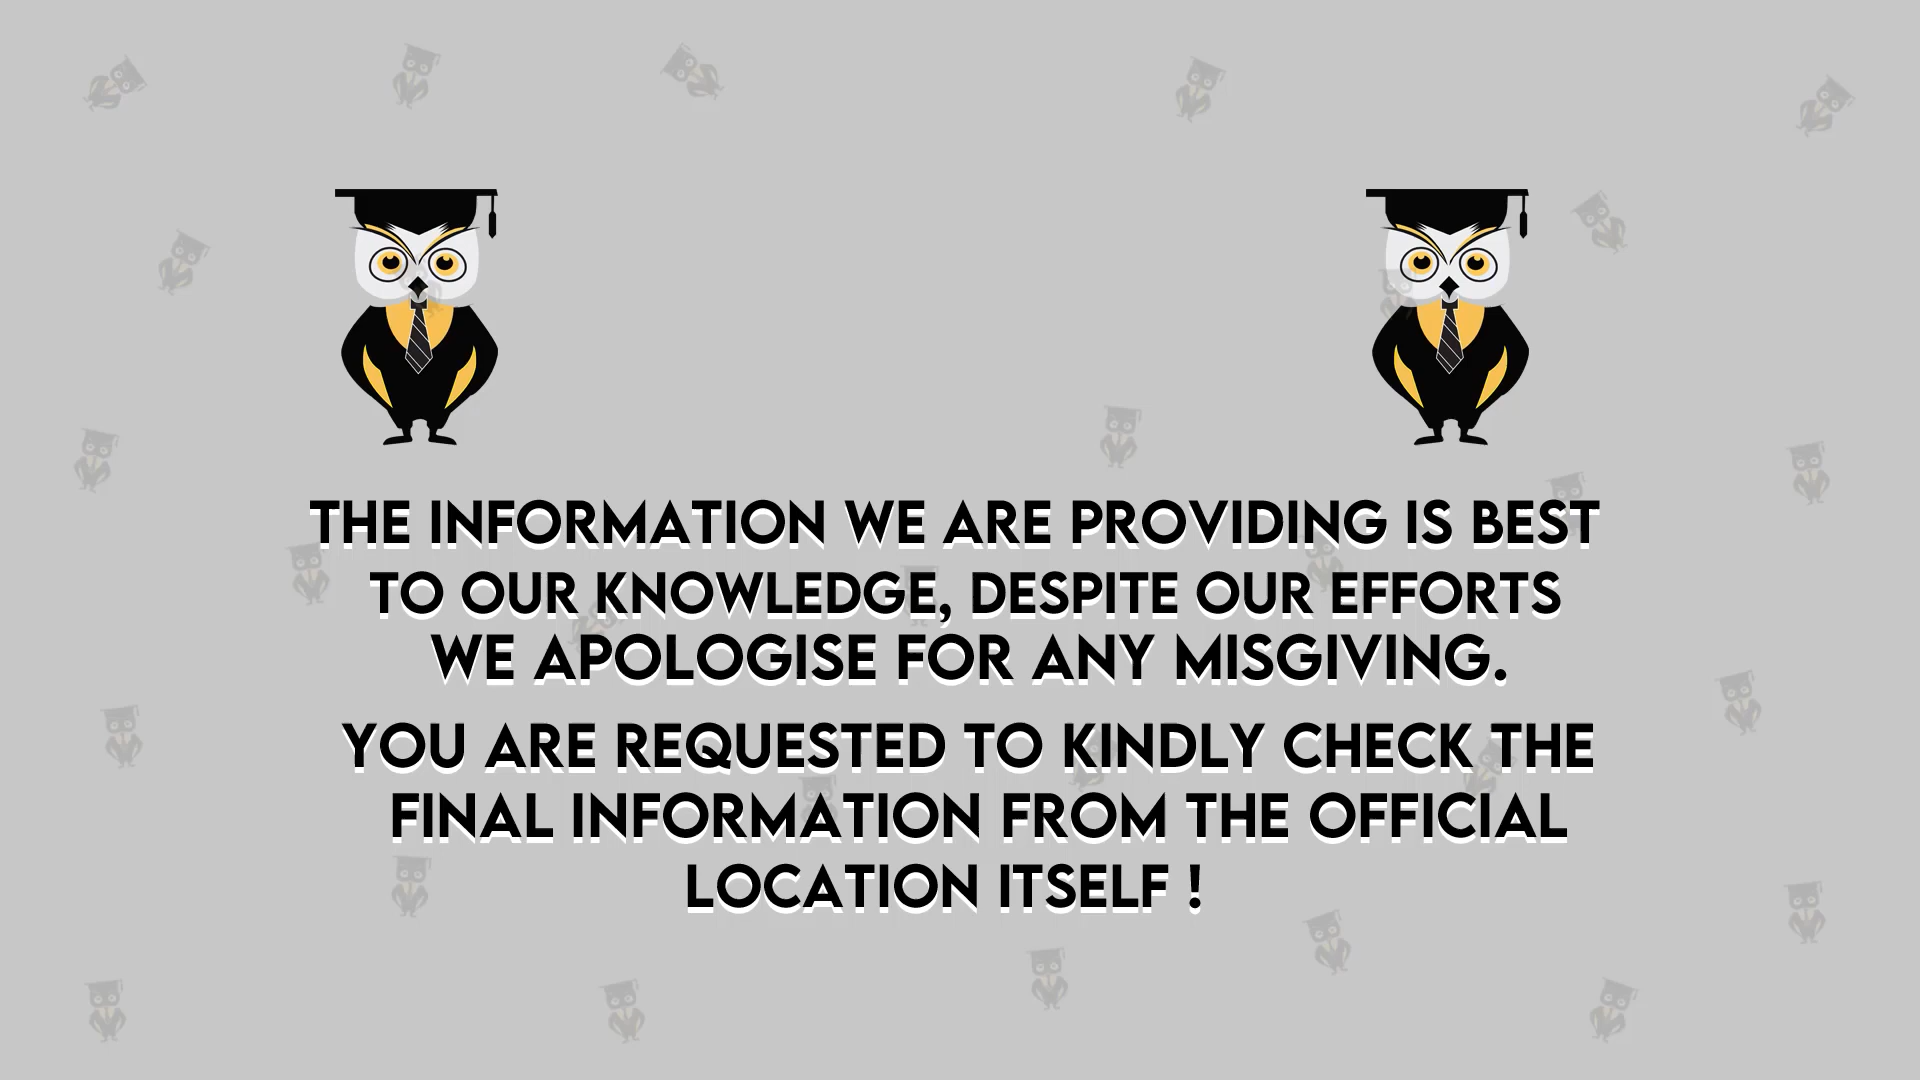 THE INFORMATION WE ARE PROVIDING IS BEST
TO OUR KNOWLEDGE, DESPITE OUR EFFORTS
WE APOLOGISE FOR ANY MISGIVING.
YOU ARE REQUESTED TO KINDLY CHECK THE
FINAL INFORMATION FROM THE OFFICIAL
LOCATION ITSELF !